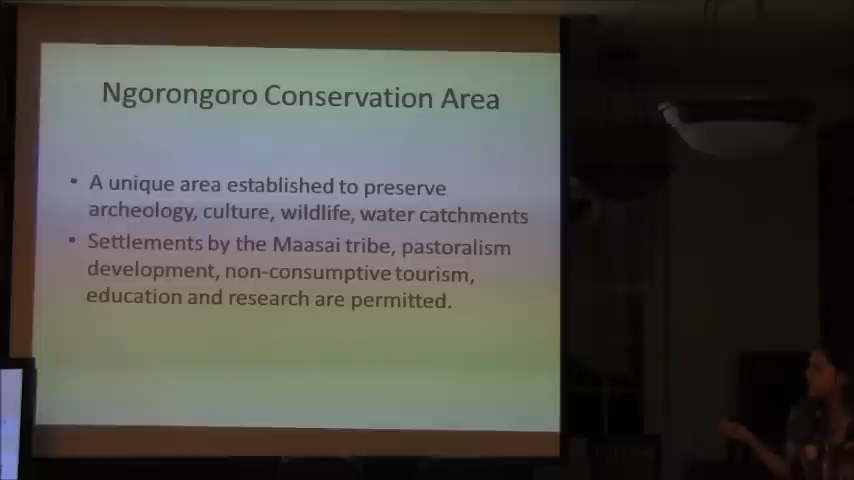 Ngorongoro Conservation Area
• A unique area established to preserve
archeology, culture, wildlife, water catchments
• Settlements by the Maasai tribe, pastoralism
development, non-consumptive tourism,
education and research are permitted.